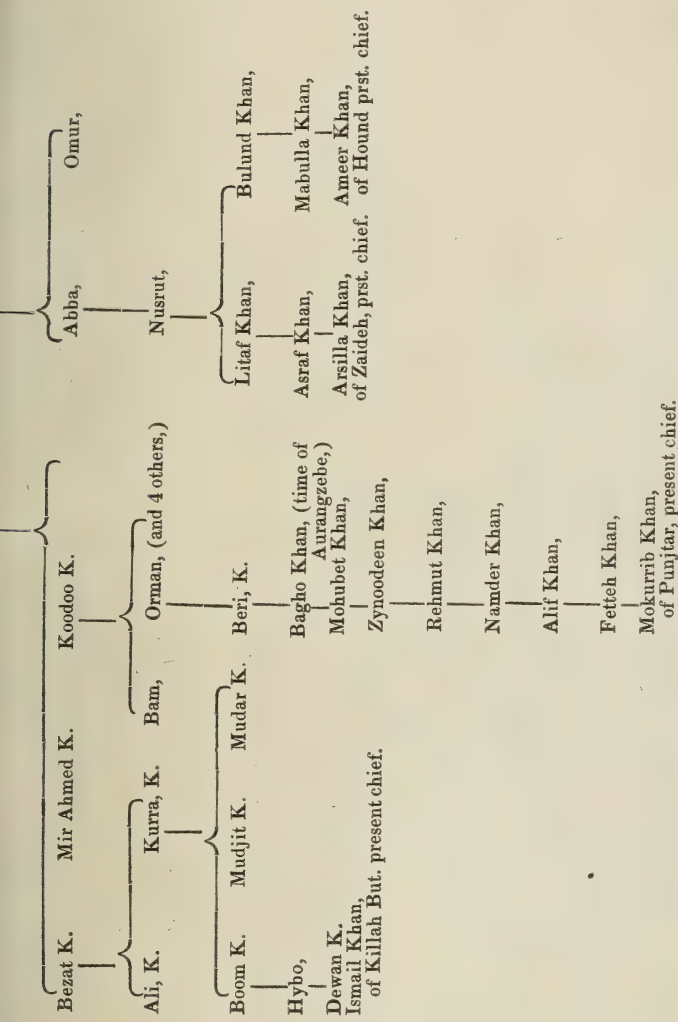 Bezat K. Mir Ahmed K. Koodoo K. Abba, Omur,
Ali, K. Kurra, K. Bam, Orman, (and 4 others,) Nusrut,
Boom K. Mudjit K. Mudar K. Beri, K. Litaf Khan, Bulund Khan,
Hybo, Bagho Khan, (time of Aurangzebe,) Asraf Khan, Mabulla Khan,
Dewan K. Mohubet Khan, Arsilla Khan, Ameer Khan,
Ismail Khan, of Zaideh, prst. chief. of Hound prst. chief.
of Killah But. present chief. Zynoodeen Khan,
Rehmut Khan,
Namder Khan,
Alif Khan,
Fetteh Khan,
Mokurrib Khan,
of Punjtar, present chief.